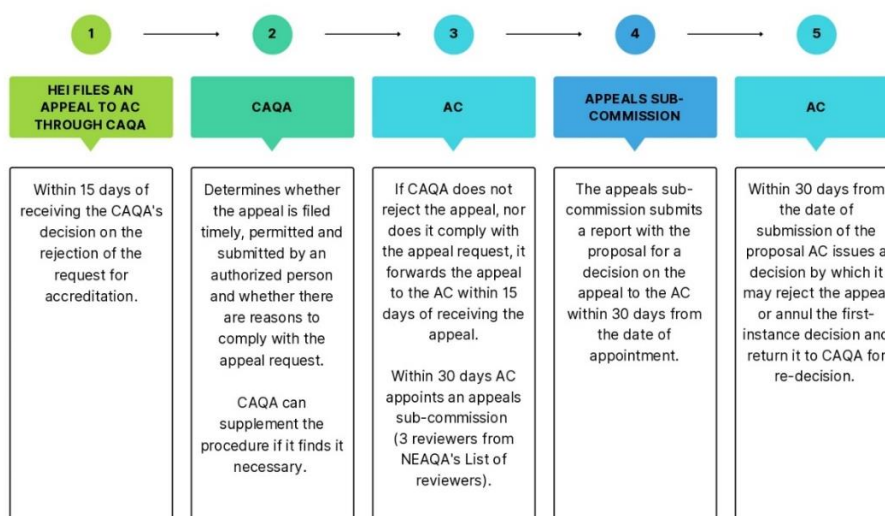 1
2
3
4
5
HEI FILES AN
APPEAL TO AC
THROUGH CAQA
CAQA
AC
APPEALS SUB-
COMMISSION
AC
Within 15 days of
receiving the CAQA's
decision on the
rejection of the
request for
accreditation.
Determines whether
the appeal is filed
timely, permitted and
submitted by an
authorized person
and whether there
are reasons to
comply with the
appeal request.
CAQA can
supplement the
procedure if it finds it
necessary.
If CAQA does not
reject the appeal, nor
does it comply with
the appeal request, it
forwards the appeal
to the AC within 15
days of receiving the
appeal.
Within 30 days AC
appoints an appeals
sub-commission
(3 reviewers from
NEAQA's List of
reviewers).
The appeals sub-
commission submits
a report with the
proposal for a
decision on the
appeal to the AC
within 30 days from
the date of
appointment.
Within 30 days from
the date of
submission of the
proposal AC issues a
decision by which it
may reject the appeal
or annul the first-
instance decision and
return it to CAQA for
re-decision.